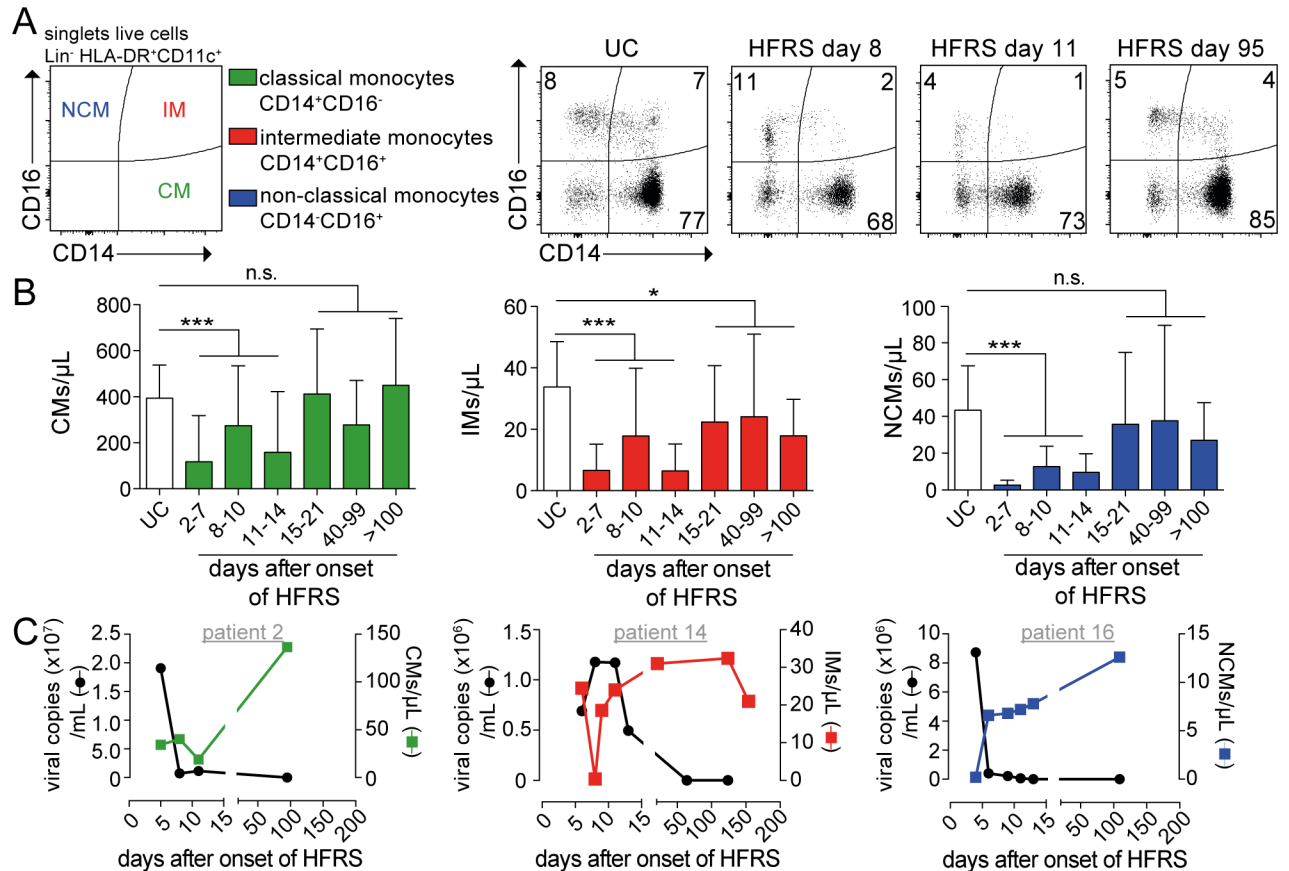 A
singlets live cells
Lin- HLA-DR+CD11c+
NCM
IM
CM
CD16
CD14
classical monocytes
CD14+CD16-
intermediate monocytes
CD14+CD16+
non-classical monocytes
CD14-CD16+
UC
HFRS day 8
HFRS day 11
HFRS day 95
8
7
77
11
2
68
4
1
73
5
4
85
CD16
CD14
B
n.s.
***
CMs/µL
800
600
400
200
0
UC
2-7
8-10
11-14
15-21
40-99
>100
days after onset
of HFRS
*
***
IMs/µL
60
40
20
0
UC
2-7
8-10
11-14
15-21
40-99
>100
days after onset
of HFRS
n.s.
***
NCMs/µL
100
80
60
40
20
0
UC
2-7
8-10
11-14
15-21
40-99
>100
days after onset
of HFRS
C
patient 2
viral copies (x10⁷)
/mL ( )
2.5
2.0
1.5
1.0
5.0
0
150
100
50
0
CMs/µL ( )
0
5
10
15
50
100
200
days after onset of HFRS
patient 14
viral copies (x10⁶)
/mL ( )
1.5
1.0
0.5
0
40
30
20
10
0
IMs/µL ( )
0
5
10
15
50
100
150
200
days after onset of HFRS
patient 16
viral copies (x10⁶)
/mL ( )
10
8
6
4
2
0
15
10
5
0
NCMs/µL ( )
0
5
10
15
50
100
150
200
days after onset of HFRS